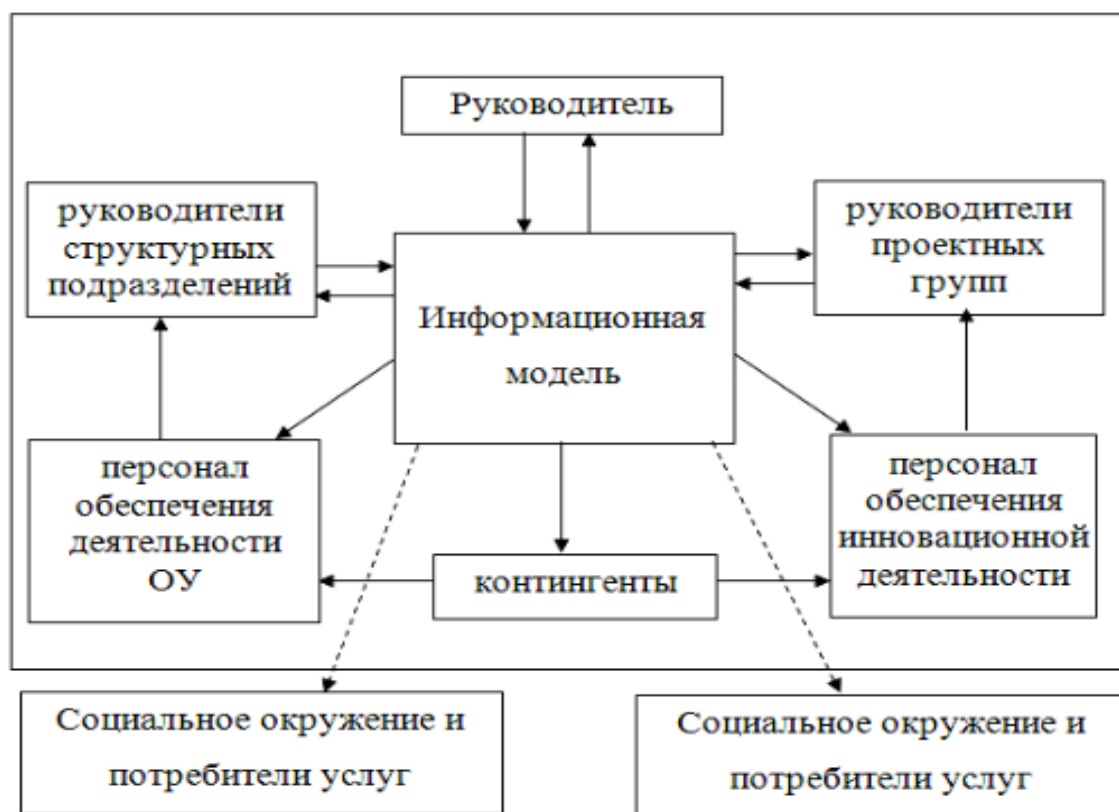 Руководитель
руководители
структурных
подразделений
руководители
проектных
групп
Информационная
модель
персонал
обеспечения
деятельности
ОУ
контингенты
персонал
обеспечения
инновационной
деятельности
Социальное окружение и
потребители услуг
Социальное окружение и
потребители услуг